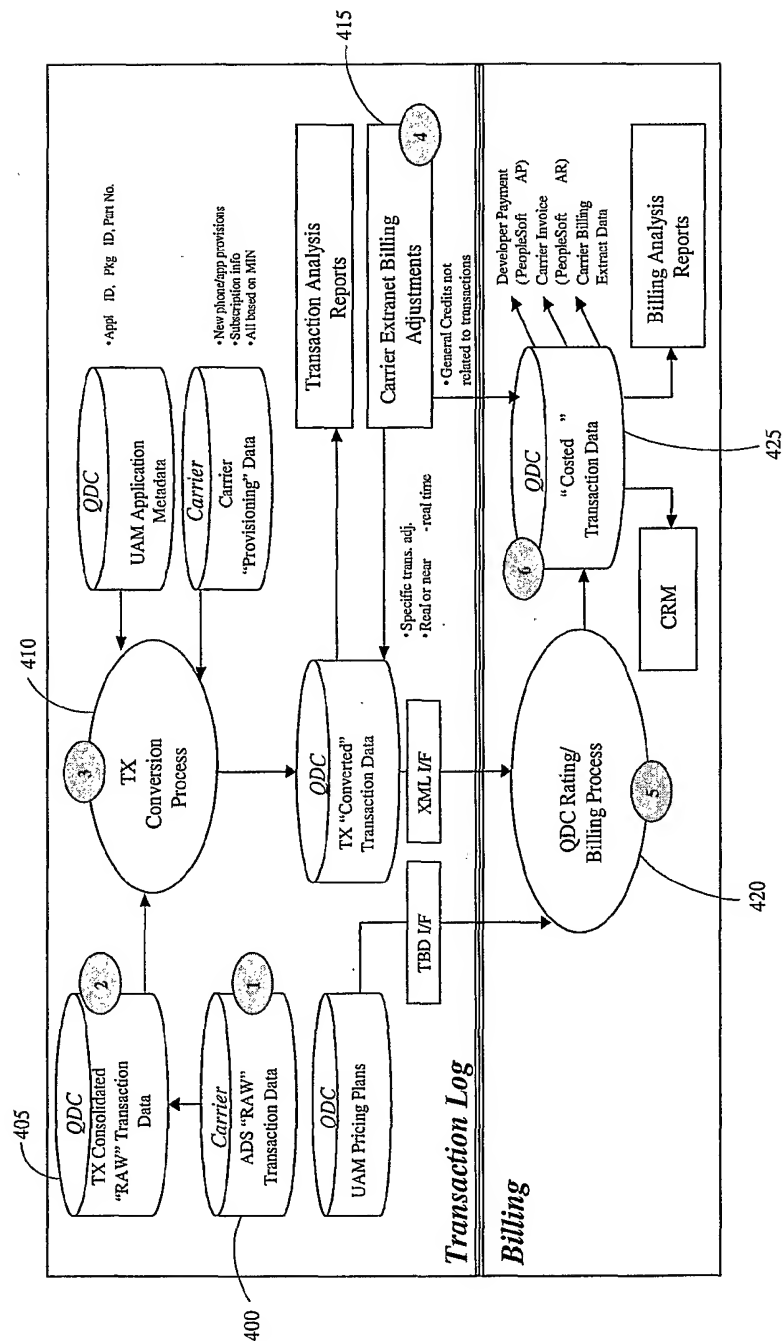 405
QDC
TX Consolidated
"RAW" Transaction
Data
2
Carrier
ADS "RAW"
Transaction Data
1
400
QDC
UAM Pricing Plans
TBD I/F
410
3
TX
Conversion
Process
QDC
TX "Converted"
Transaction Data
XML I/F
QDC
UAM Application
Metadata
• Appl ID, Pkg ID, Part No.
Carrier
Carrier
"Provisioning" Data
• New phone/app provisions
• Subscription info
• All based on MIN
Transaction Analysis
Reports
415
Carrier Extranet Billing
Adjustments
4
• Specific trans. adj.
• Real or near - real time
• General Credits not
related to transactions
Transaction Log
Billing
QDC Rating/
Billing Process
5
420
6
QDC
"Costed "
Transaction Data
425
CRM
Developer Payment
(PeopleSoft AP)
Carrier Invoice
(PeopleSoft AR)
Carrier Billing
Extract Data
Billing Analysis
Reports